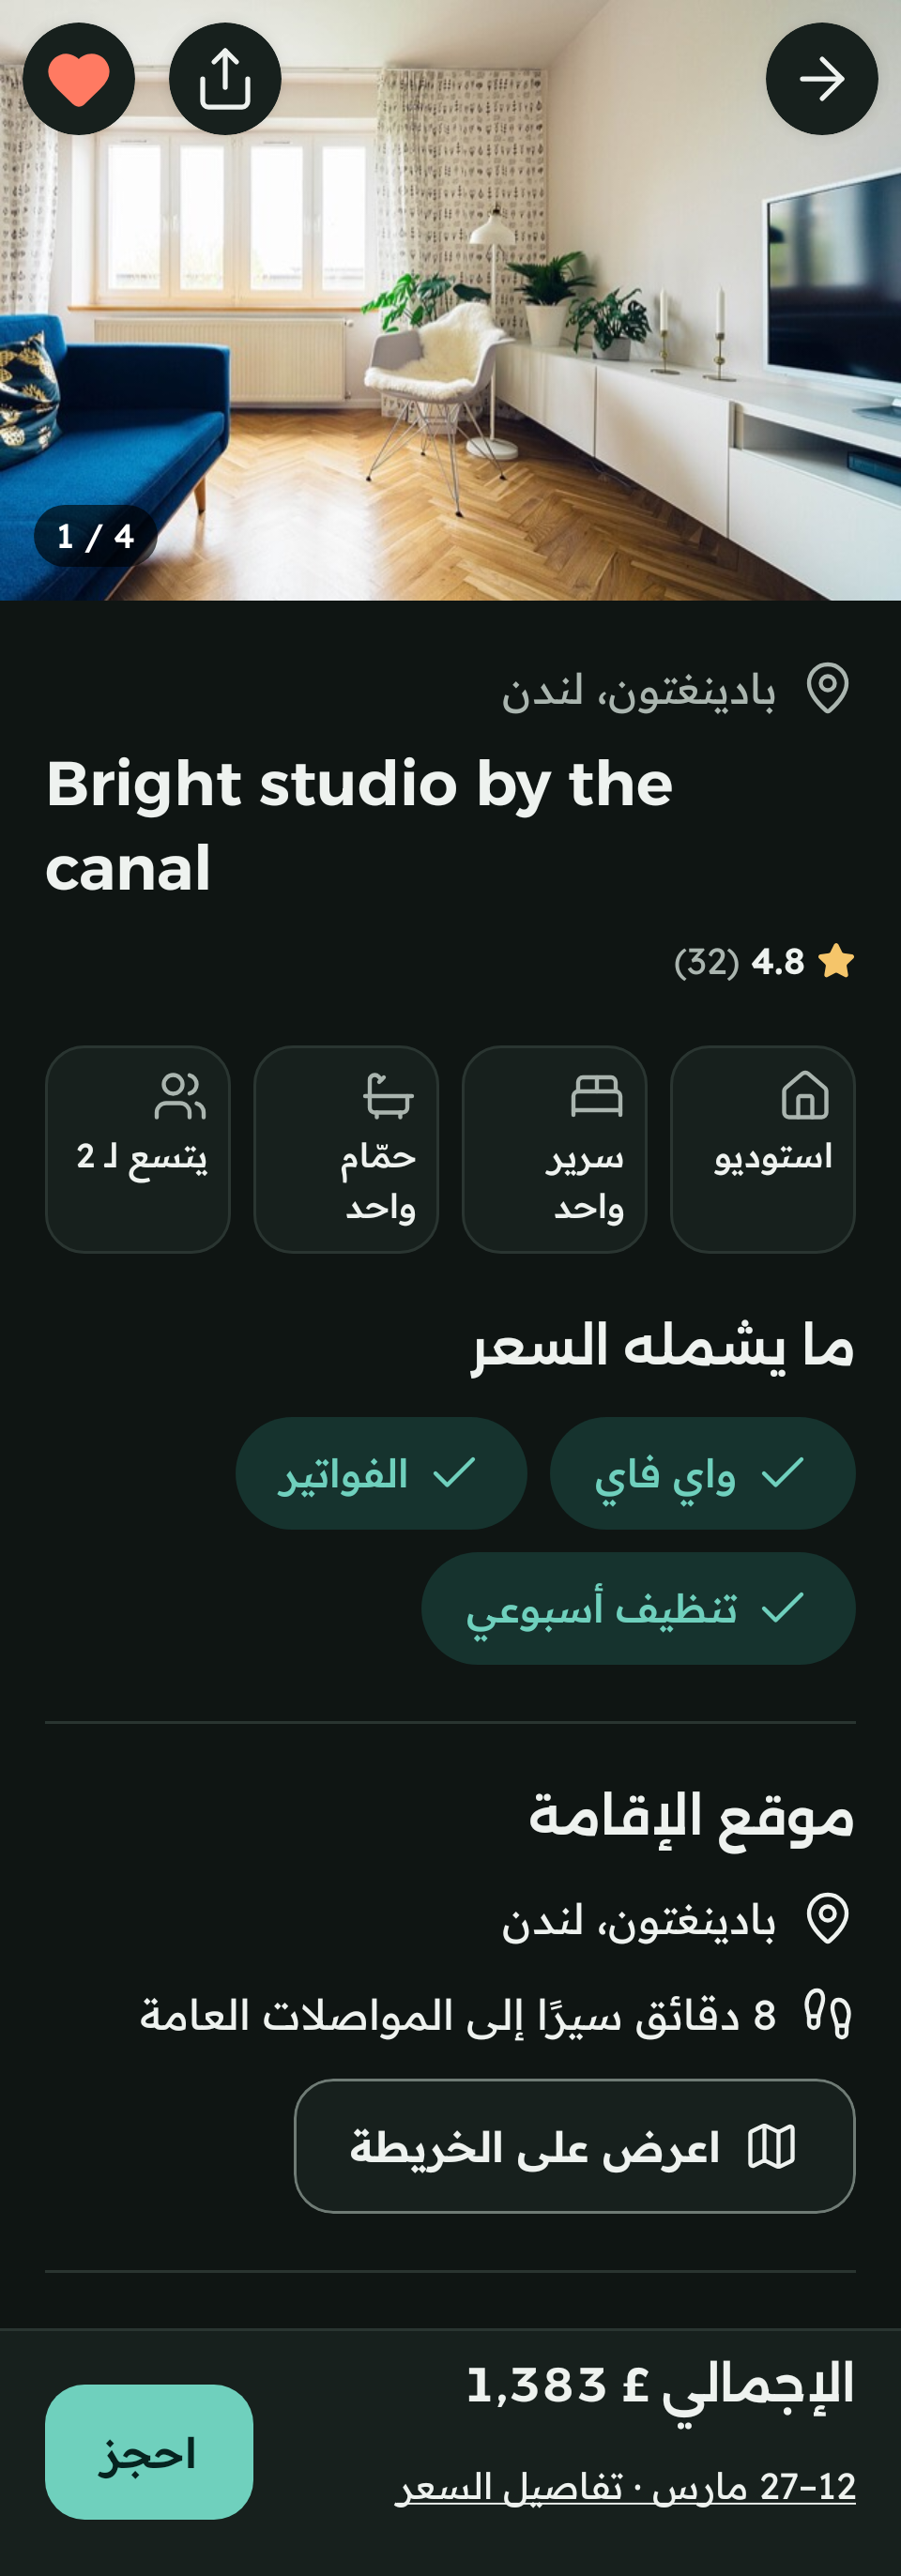 1 / 4
بادينغتون، لندن
Bright studio by the
canal
4.8 (32)
استوديو
سرير
واحد
حمّام
واحد
يتسع لـ 2
ما يشمله السعر
واي فاي
الفواتير
تنظيف أسبوعي
موقع الإقامة
بادينغتون، لندن
8 دقائق سيرًا إلى المواصلات العامة
اعرض على الخريطة
الإجمالي £ 1,383
12–27 مارس · تفاصيل السعر
احجز